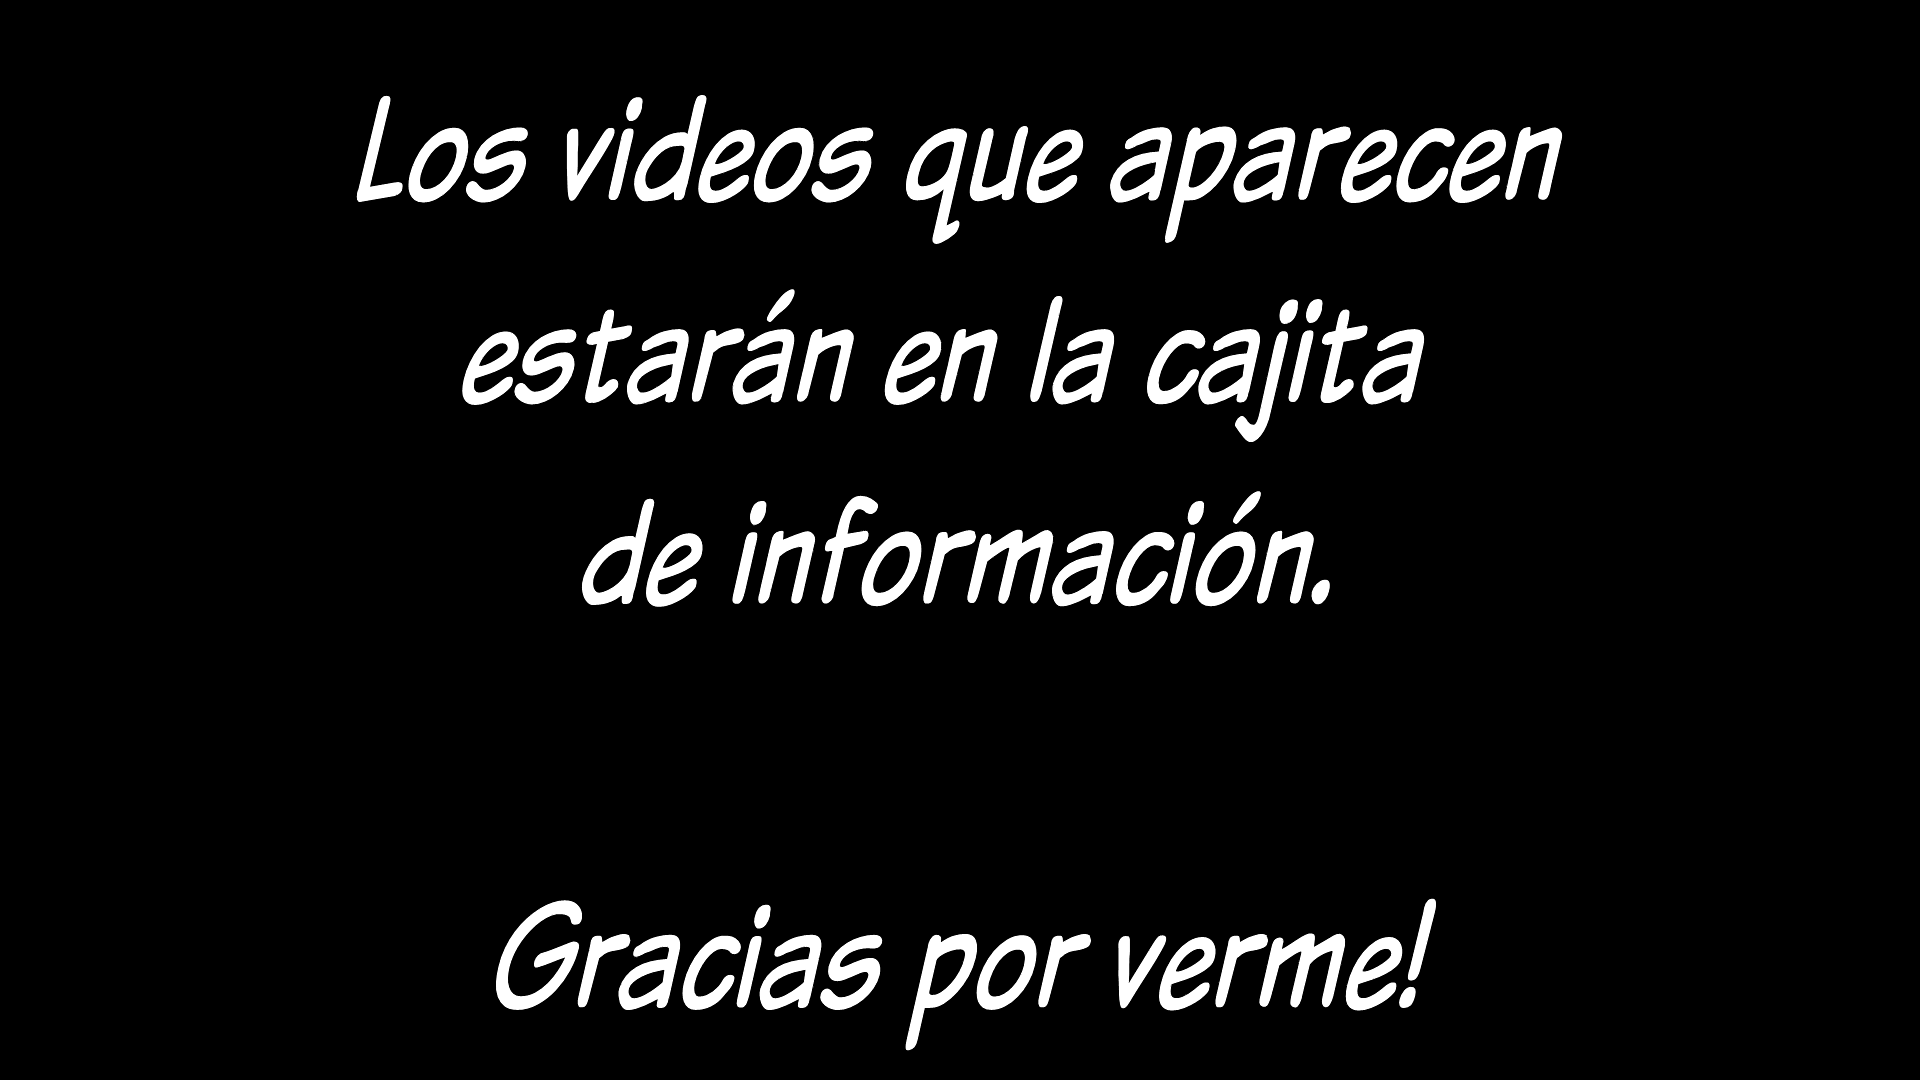 Los videos que aparecen
estarán en la cajita
de información.
Gracias por verme!